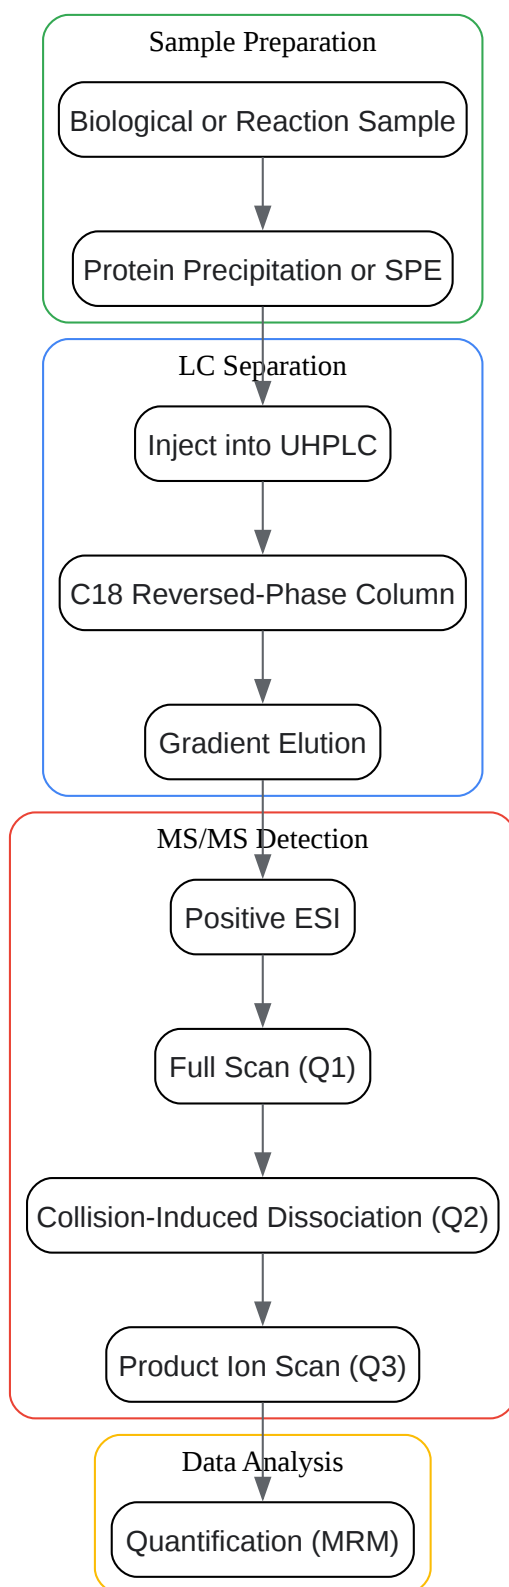 Sample Preparation
Biological or Reaction Sample
Protein Precipitation or SPE
LC Separation
Inject into UHPLC
C18 Reversed-Phase Column
Gradient Elution
MS/MS Detection
Positive ESI
Full Scan (Q1)
Collision-Induced Dissociation (Q2)
Product Ion Scan (Q3)
Data Analysis
Quantification (MRM)